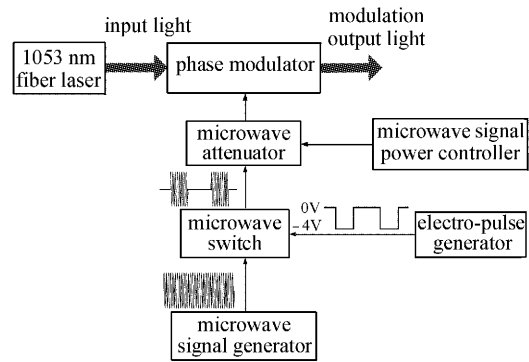 input light
modulation
output light
1053 nm
fiber laser
phase modulator
microwave
attenuator
microwave signal
power controller
0V
-4V
microwave
switch
electro-pulse
generator
microwave
signal generator